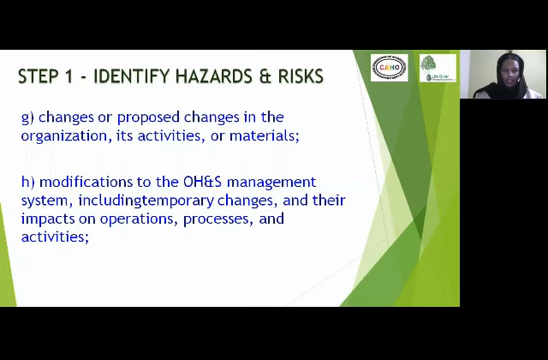 STEP 1 - IDENTIFY HAZARDS & RISKS
CAHO
g) changes or proposed changes in the
organization, its activities, or materials;
h) modifications to the OH&S management
system, includingtemporary changes, and their
impacts on operations, processes, and
activities;